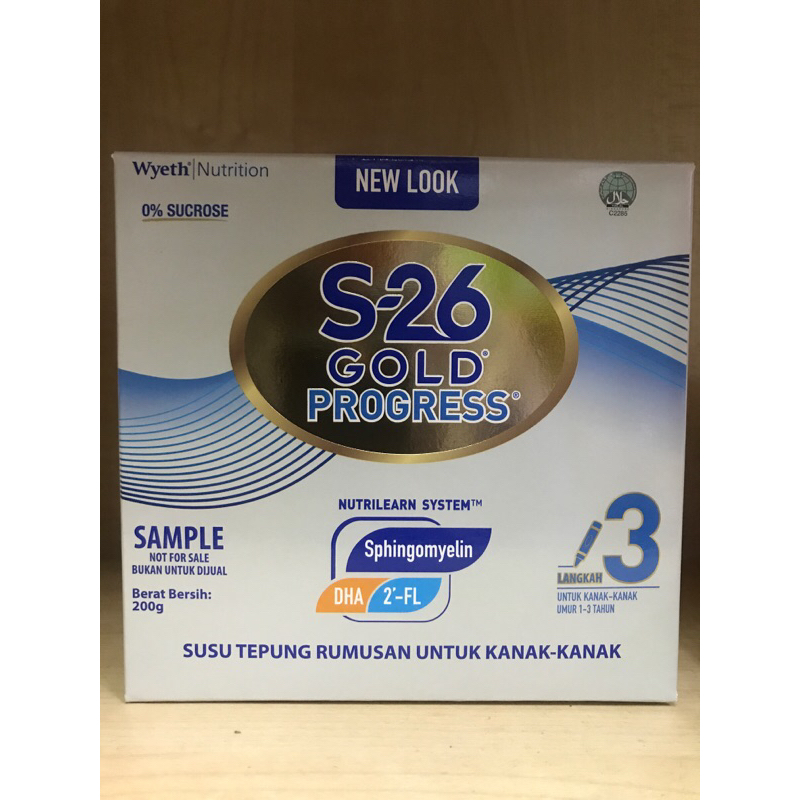 Wyeth® | Nutrition
NEW LOOK
0% SUCROSE
C2285
S-26
GOLD®
PROGRESS®
NUTRILEARN SYSTEM™
Sphingomyelin
DHA 2'-FL
SAMPLE
NOT FOR SALE
BUKAN UNTUK DIJUAL
Berat Bersih:
200g
3
LANGKAH
UNTUK KANAK-KANAK
UMUR 1-3 TAHUN
SUSU TEPUNG RUMUSAN UNTUK KANAK-KANAK